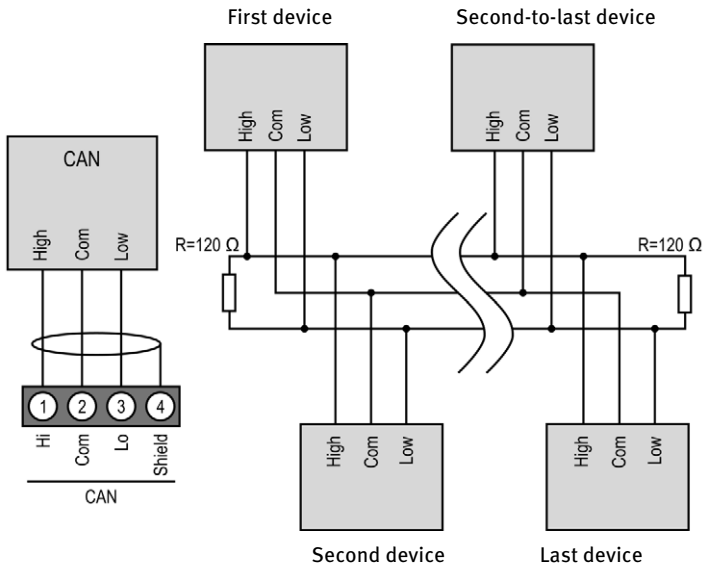 First device
Second-to-last device
High
Com
Low
High
Com
Low
CAN
High
Com
Low
R=120 Ω
R=120 Ω
1
2
3
4
Hi
Com
Lo
Shield
CAN
High
Com
Low
High
Com
Low
Second device
Last device